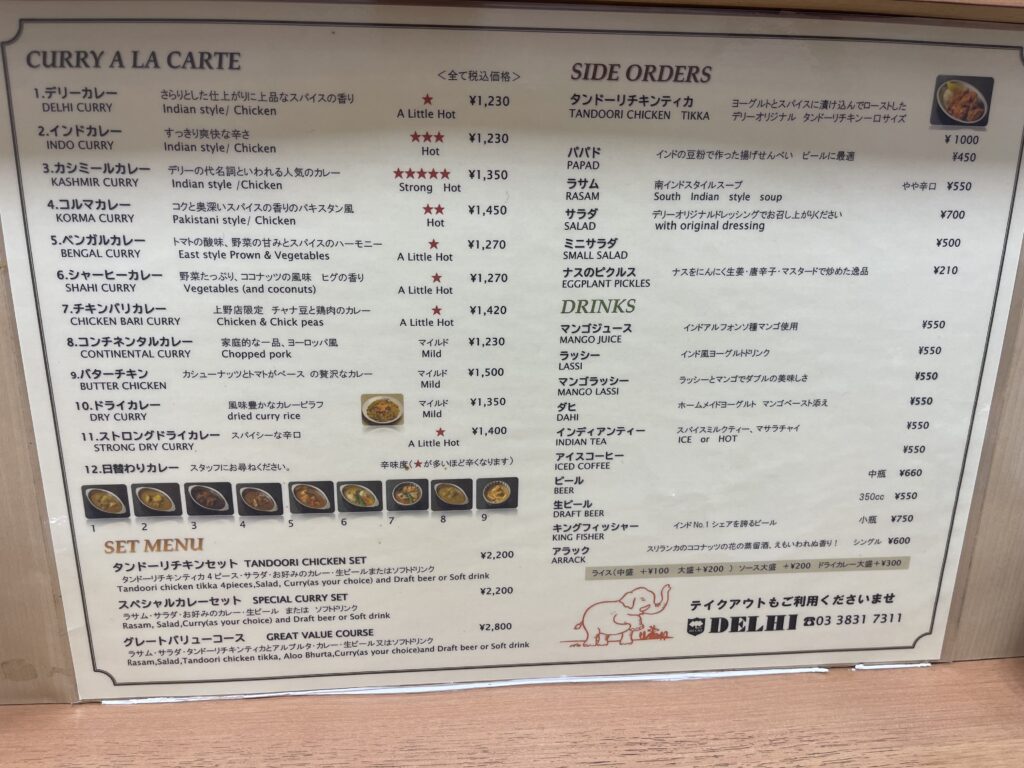 CURRY A LA CARTE
＜全て税込価格＞
1.デリーカレー さらりとした仕上がりに上品なスパイスの香り ★ ¥1,230
DELHI CURRY Indian style/ Chicken A Little Hot
2.インドカレー すっきり爽快な辛さ ★★★ ¥1,230
INDO CURRY Indian style/ Chicken Hot
3.カシミールカレー デリーの代名詞といわれる人気のカレー ★★★★★ ¥1,350
KASHMIR CURRY Indian style /Chicken Strong Hot
4.コルマカレー コクと奥深いスパイスの香りのパキスタン風 ★★ ¥1,450
KORMA CURRY Pakistani style/ Chicken Hot
5.ベンガルカレー トマトの酸味、野菜の甘みとスパイスのハーモニー ★ ¥1,270
BENGAL CURRY East style Prown & Vegetables A Little Hot
6.シャーヒーカレー 野菜たっぷり、ココナッツの風味 ヒグの香り ★ ¥1,270
SHAHI CURRY Vegetables (and coconuts) A Little Hot
7.チキンバリカレー 上野店限定 チャナ豆と鶏肉のカレー ★ ¥1,420
CHICKEN BARI CURRY Chicken & Chick peas A Little Hot
8.コンチネンタルカレー 家庭的な一品、ヨーロッパ風 マイルド ¥1,230
CONTINENTAL CURRY Chopped pork Mild
9.バターチキン カシューナッツとトマトがベース の贅沢なカレー マイルド ¥1,500
BUTTER CHICKEN Mild
10.ドライカレー 風味豊かなカレーピラフ マイルド ¥1,350
DRY CURRY dried curry rice Mild
11.ストロングドライカレー スパイシーな辛口 ★ ¥1,400
STRONG DRY CURRY A Little Hot
12.日替わりカレー スタッフにお尋ねください。 辛味度(★が多いほど辛くなります)
1 2 3 4 5 6 7 8 9
SET MENU
タンドーリチキンセット TANDOORI CHICKEN SET ¥2,200
タンドーリチキンティカ４ピース・サラダ・お好みのカレー・生ビールまたはソフトドリンク
Tandoori chicken tikka 4pieces,Salad, Curry(as your choice) and Draft beer or Soft drink
スペシャルカレーセット SPECIAL CURRY SET ¥2,200
ラサム・サラダ・お好みのカレー・生ビール または ソフトドリンク
Rasam, Salad,Curry(as your choice) and Draft beer or Soft drink
グレートバリューコース GREAT VALUE COURSE ¥2,800
ラサム・サラダ・タンドーリチキンティカとアルブルタ・カレー・生ビール又はソフトドリンク
Rasam,Salad,Tandoori chicken tikka, Aloo Bhurta,Curry(as your choice)and Draft beer or Soft drink
SIDE ORDERS
タンドーリチキンティカ ヨーグルトとスパイスに漬け込んでローストした
TANDOORI CHICKEN TIKKA デリーオリジナル タンドーリチキン一口サイズ
¥ 1000
パパド インドの豆粉で作った揚げせんべい ビールに最適 ¥450
PAPAD
ラサム 南インドスタイルスープ やや辛口 ¥550
RASAM South Indian style soup
サラダ デリーオリジナルドレッシングでお召し上がりください ¥700
SALAD with original dressing
ミニサラダ ¥500
SMALL SALAD
ナスのピクルス ナスをにんにく生姜・唐辛子・マスタードで炒めた逸品 ¥210
EGGPLANT PICKLES
DRINKS
マンゴジュース インドアルフォンソ種マンゴ使用 ¥550
MANGO JUICE
ラッシー インド風ヨーグルトドリンク ¥550
LASSI
マンゴラッシー ラッシーとマンゴでダブルの美味しさ ¥550
MANGO LASSI
ダヒ ホームメイドヨーグルト マンゴペースト添え ¥550
DAHI
インディアンティー スパイスミルクティー、マサラチャイ ¥550
INDIAN TEA ICE or HOT
アイスコーヒー ¥550
ICED COFFEE
ビール 中瓶 ¥660
BEER
生ビール 350cc ¥550
DRAFT BEER
キングフィッシャー インド No.1 シェアを誇るビール 小瓶 ¥750
KING FISHER
アラック スリランカのココナッツの花の蒸留酒、えもいわれぬ香り！ シングル ¥600
ARRACK
ライス（中盛 ＋¥100 大盛＋¥200 ）ソース大盛 ＋¥200 ドライカレー大盛＋¥300
テイクアウトもご利用くださいませ
DELHI ☎03 3831 7311